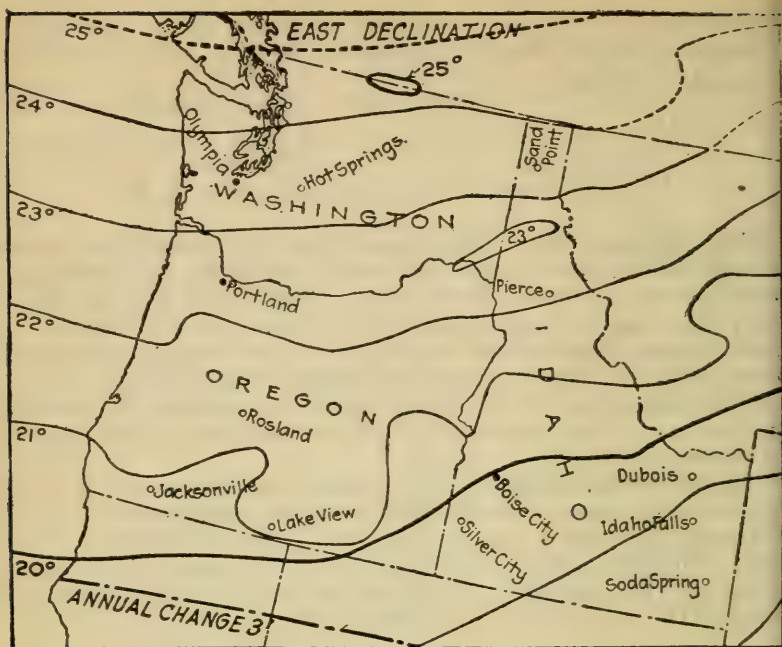 25°
EAST DECLINATION
25°
24°
Olympia
Hot Springs.
Sand
Point
WASHINGTON
23°
23°
Portland
Pierce
22°
IDAHO
OREGON
Rosland
21°
Jacksonville
Lake View
Boise City
Dubois
Silver City
Idaho Falls
20°
Soda Spring
ANNUAL CHANGE 3'